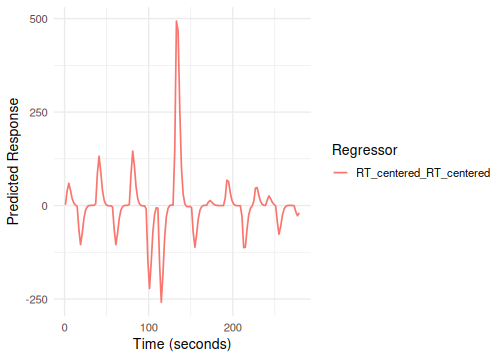 500
250
0
-250
Predicted Response
0
100
200
Time (seconds)
Regressor
RT_centered_RT_centered